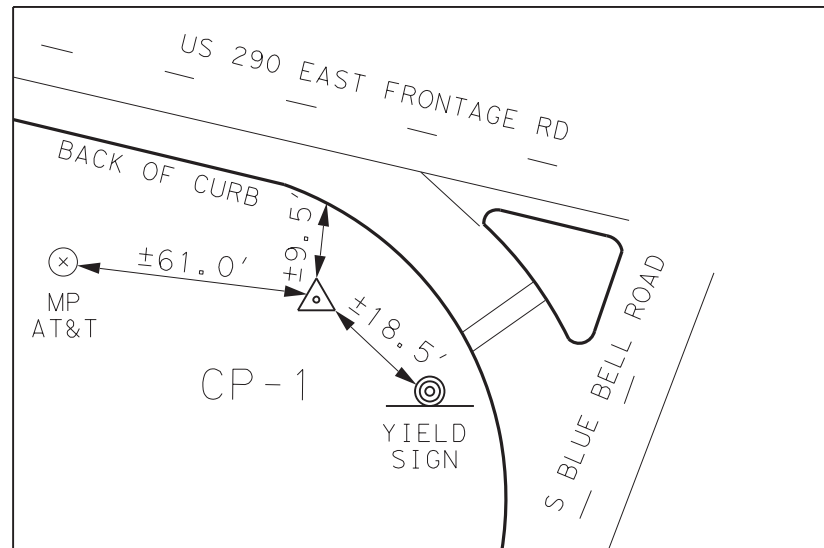 US 290 EAST FRONTAGE RD
BACK OF CURB
±9.5'
±61.0'
MP
AT&T
±18.5'
CP-1
YIELD
SIGN
S BLUE BELL ROAD